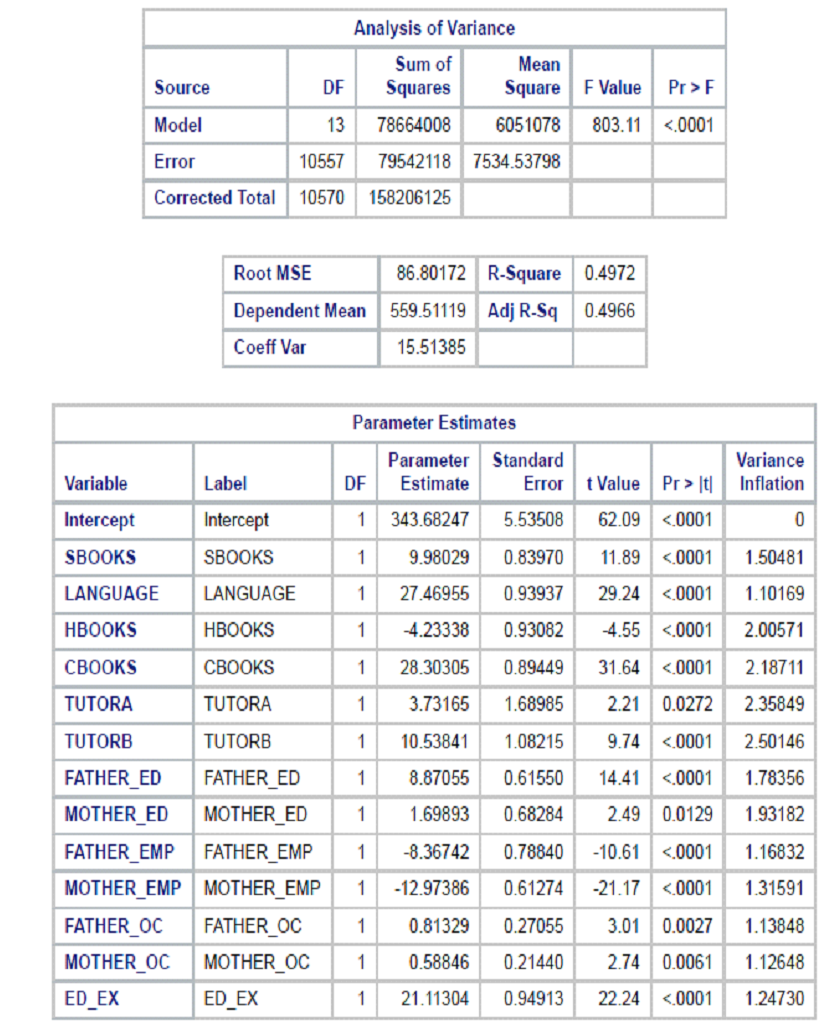 Analysis of Variance
Source DF Sum of Squares Mean Square F Value Pr > F
Model 13 78664008 6051078 803.11 <.0001
Error 10557 79542118 7534.53798
Corrected Total 10570 158206125
Root MSE 86.80172 R-Square 0.4972
Dependent Mean 559.51119 Adj R-Sq 0.4966
Coeff Var 15.51385
Parameter Estimates
Variable Label DF Parameter Estimate Standard Error t Value Pr > |t| Variance Inflation
Intercept Intercept 1 343.68247 5.53508 62.09 <.0001 0
SBOOKS SBOOKS 1 9.98029 0.83970 11.89 <.0001 1.50481
LANGUAGE LANGUAGE 1 27.46955 0.93937 29.24 <.0001 1.10169
HBOOKS HBOOKS 1 -4.23338 0.93082 -4.55 <.0001 2.00571
CBOOKS CBOOKS 1 28.30305 0.89449 31.64 <.0001 2.18711
TUTORA TUTORA 1 3.73165 1.68985 2.21 0.0272 2.35849
TUTORB TUTORB 1 10.53841 1.08215 9.74 <.0001 2.50146
FATHER_ED FATHER_ED 1 8.87055 0.61550 14.41 <.0001 1.78356
MOTHER_ED MOTHER_ED 1 1.69893 0.68284 2.49 0.0129 1.93182
FATHER_EMP FATHER_EMP 1 -8.36742 0.78840 -10.61 <.0001 1.16832
MOTHER_EMP MOTHER_EMP 1 -12.97386 0.61274 -21.17 <.0001 1.31591
FATHER_OC FATHER_OC 1 0.81329 0.27055 3.01 0.0027 1.13848
MOTHER_OC MOTHER_OC 1 0.58846 0.21440 2.74 0.0061 1.12648
ED_EX ED_EX 1 21.11304 0.94913 22.24 <.0001 1.24730